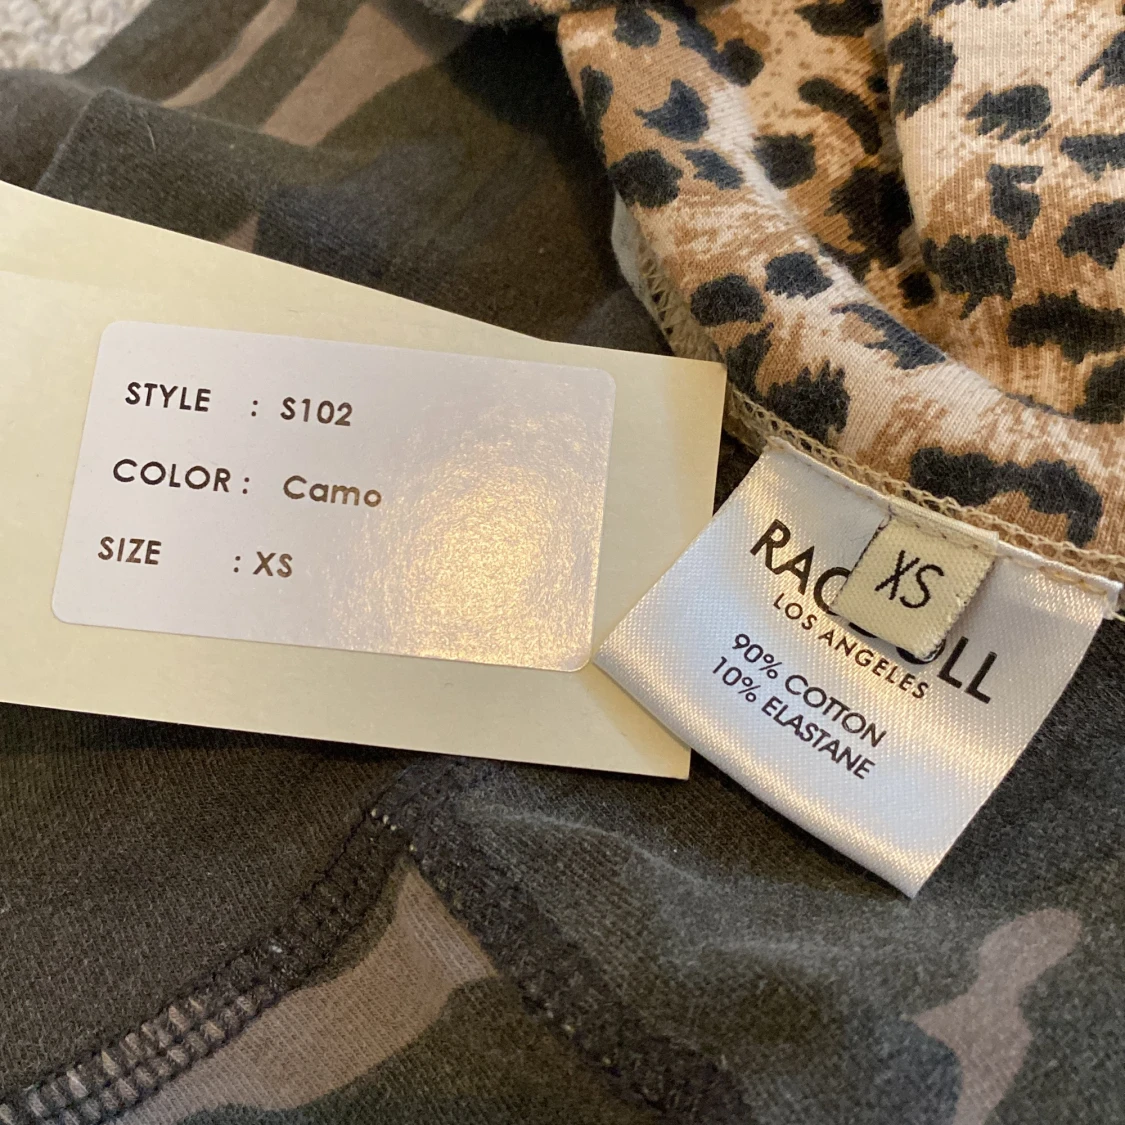 STYLE : S102
COLOR : Camo
SIZE : XS
XS
LOS ANGELES
90% COTTON
10% ELASTANE